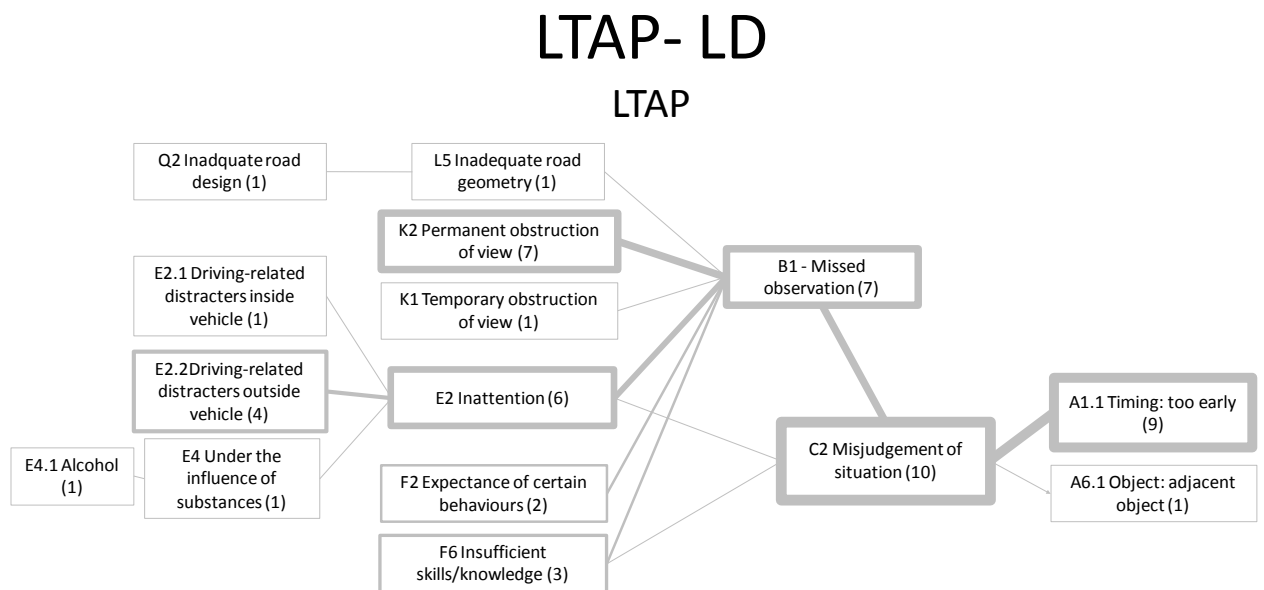 LTAP- LD
LTAP
Q2 Inadquate road
design (1)
L5 Inadequate road
geometry (1)
K2 Permanent obstruction
of view (7)
B1 - Missed
observation (7)
E2.1 Driving-related
distracters inside
vehicle (1)
K1 Temporary obstruction
of view (1)
E2.2Driving-related
distracters outside
vehicle (4)
E2 Inattention (6)
A1.1 Timing: too early
(9)
E4.1 Alcohol
(1)
E4 Under the
influence of
substances (1)
C2 Misjudgement of
situation (10)
F2 Expectance of certain
behaviours (2)
A6.1 Object: adjacent
object (1)
F6 Insufficient
skills/knowledge (3)